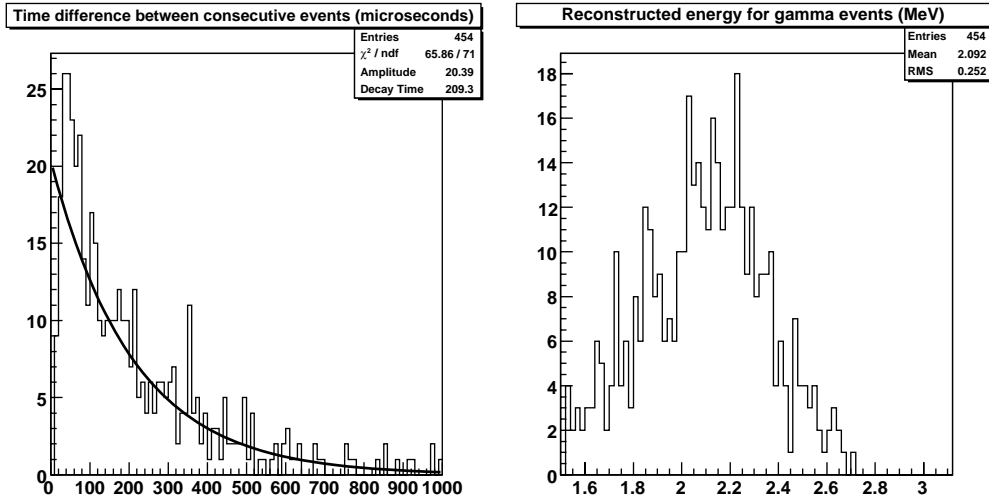 Time difference between consecutive events (microseconds)
Entries 454
χ² / ndf 65.86 / 71
Amplitude 20.39
Decay Time 209.3
25
20
15
10
5
0
0 100 200 300 400 500 600 700 800 900 1000
Reconstructed energy for gamma events (MeV)
Entries 454
Mean 2.092
RMS 0.252
18
16
14
12
10
8
6
4
2
0
1.6 1.8 2 2.2 2.4 2.6 2.8 3